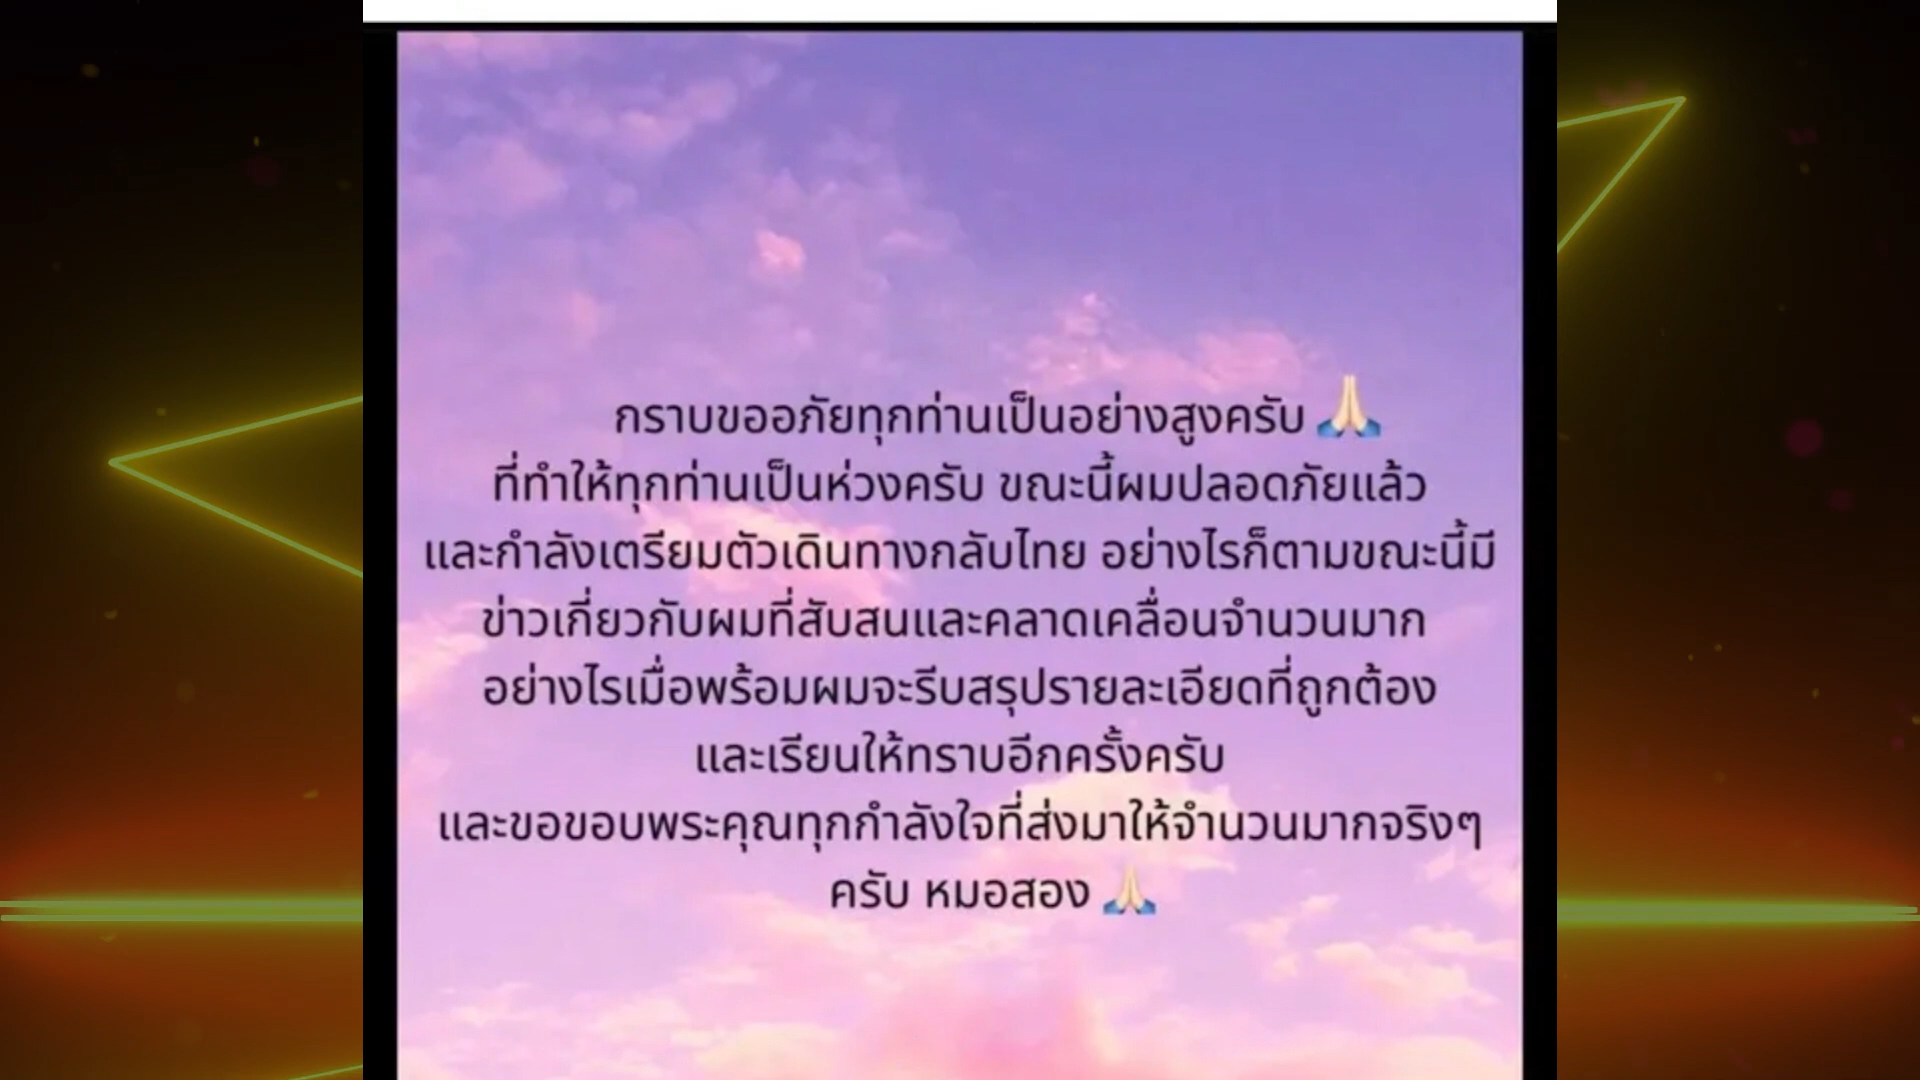 กราบขออภัยทุกท่านเป็นอย่างสูงครับ 🙏🏻
ที่ทำให้ทุกท่านเป็นห่วงครับ ขณะนี้ผมปลอดภัยแล้ว
และกำลังเตรียมตัวเดินทางกลับไทย อย่างไรก็ตามขณะนี้มี
ข่าวเกี่ยวกับผมที่สับสนและคลาดเคลื่อนจำนวนมาก
อย่างไรเมื่อพร้อมผมจะรีบสรุปรายละเอียดที่ถูกต้อง
และเรียนให้ทราบอีกครั้งครับ
และขอขอบพระคุณทุกกำลังใจที่ส่งมาให้จำนวนมากจริงๆ
ครับ หมอสอง 🙏🏻